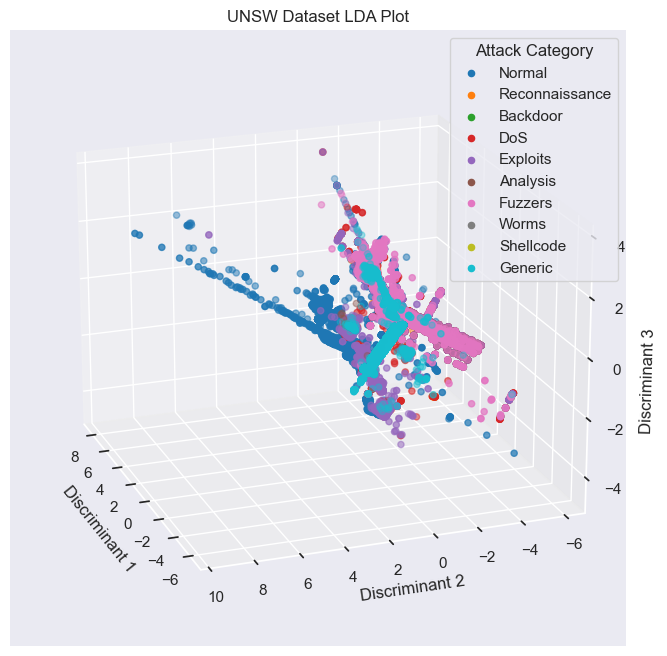 UNSW Dataset LDA Plot
Attack Category
Normal
Reconnaissance
Backdoor
DoS
Exploits
Analysis
Fuzzers
Worms
Shellcode
Generic
4
2
0
−2
−4
Discriminant 3
8
6
4
2
0
−2
−4
−6
Discriminant 1
10
8
6
4
2
0
−2
−4
−6
Discriminant 2